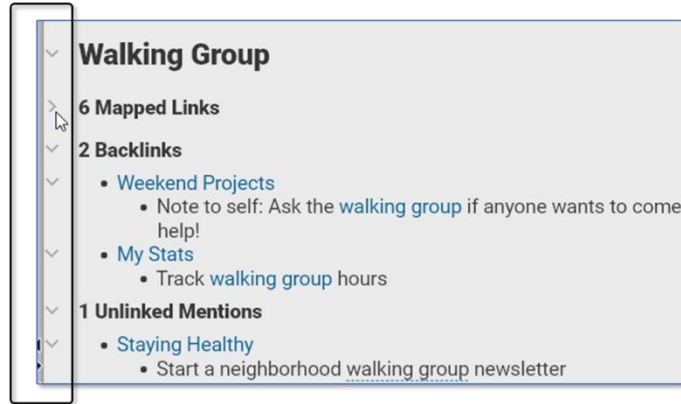 Walking Group
6 Mapped Links
2 Backlinks
• Weekend Projects
• Note to self: Ask the walking group if anyone wants to come
help!
• My Stats
• Track walking group hours
1 Unlinked Mentions
• Staying Healthy
• Start a neighborhood walking group newsletter